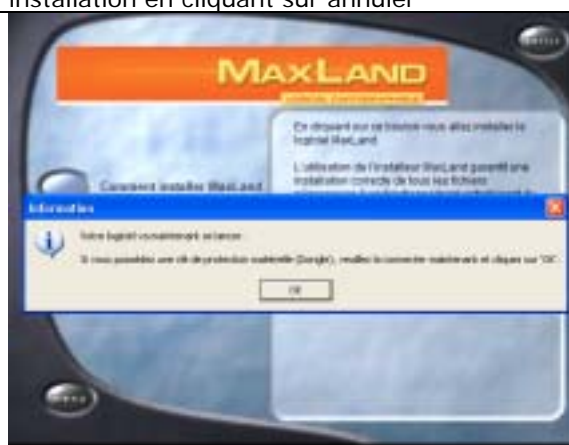 installation en cliquant sur annuler
MAXLAND
En cliquant sur ce bouton vous allez installer le
logiciel MaxLand
L'utilisation de l'installeur MaxLand garantit une
installation correcte de tous les fichiers
Comment installer MaxLand
Information
Votre logiciel va maintenant se lancer.
Si vous possédez une clé de protection matérielle (Dongle), veuillez la connecter maintenant et cliquez sur "OK"
OK